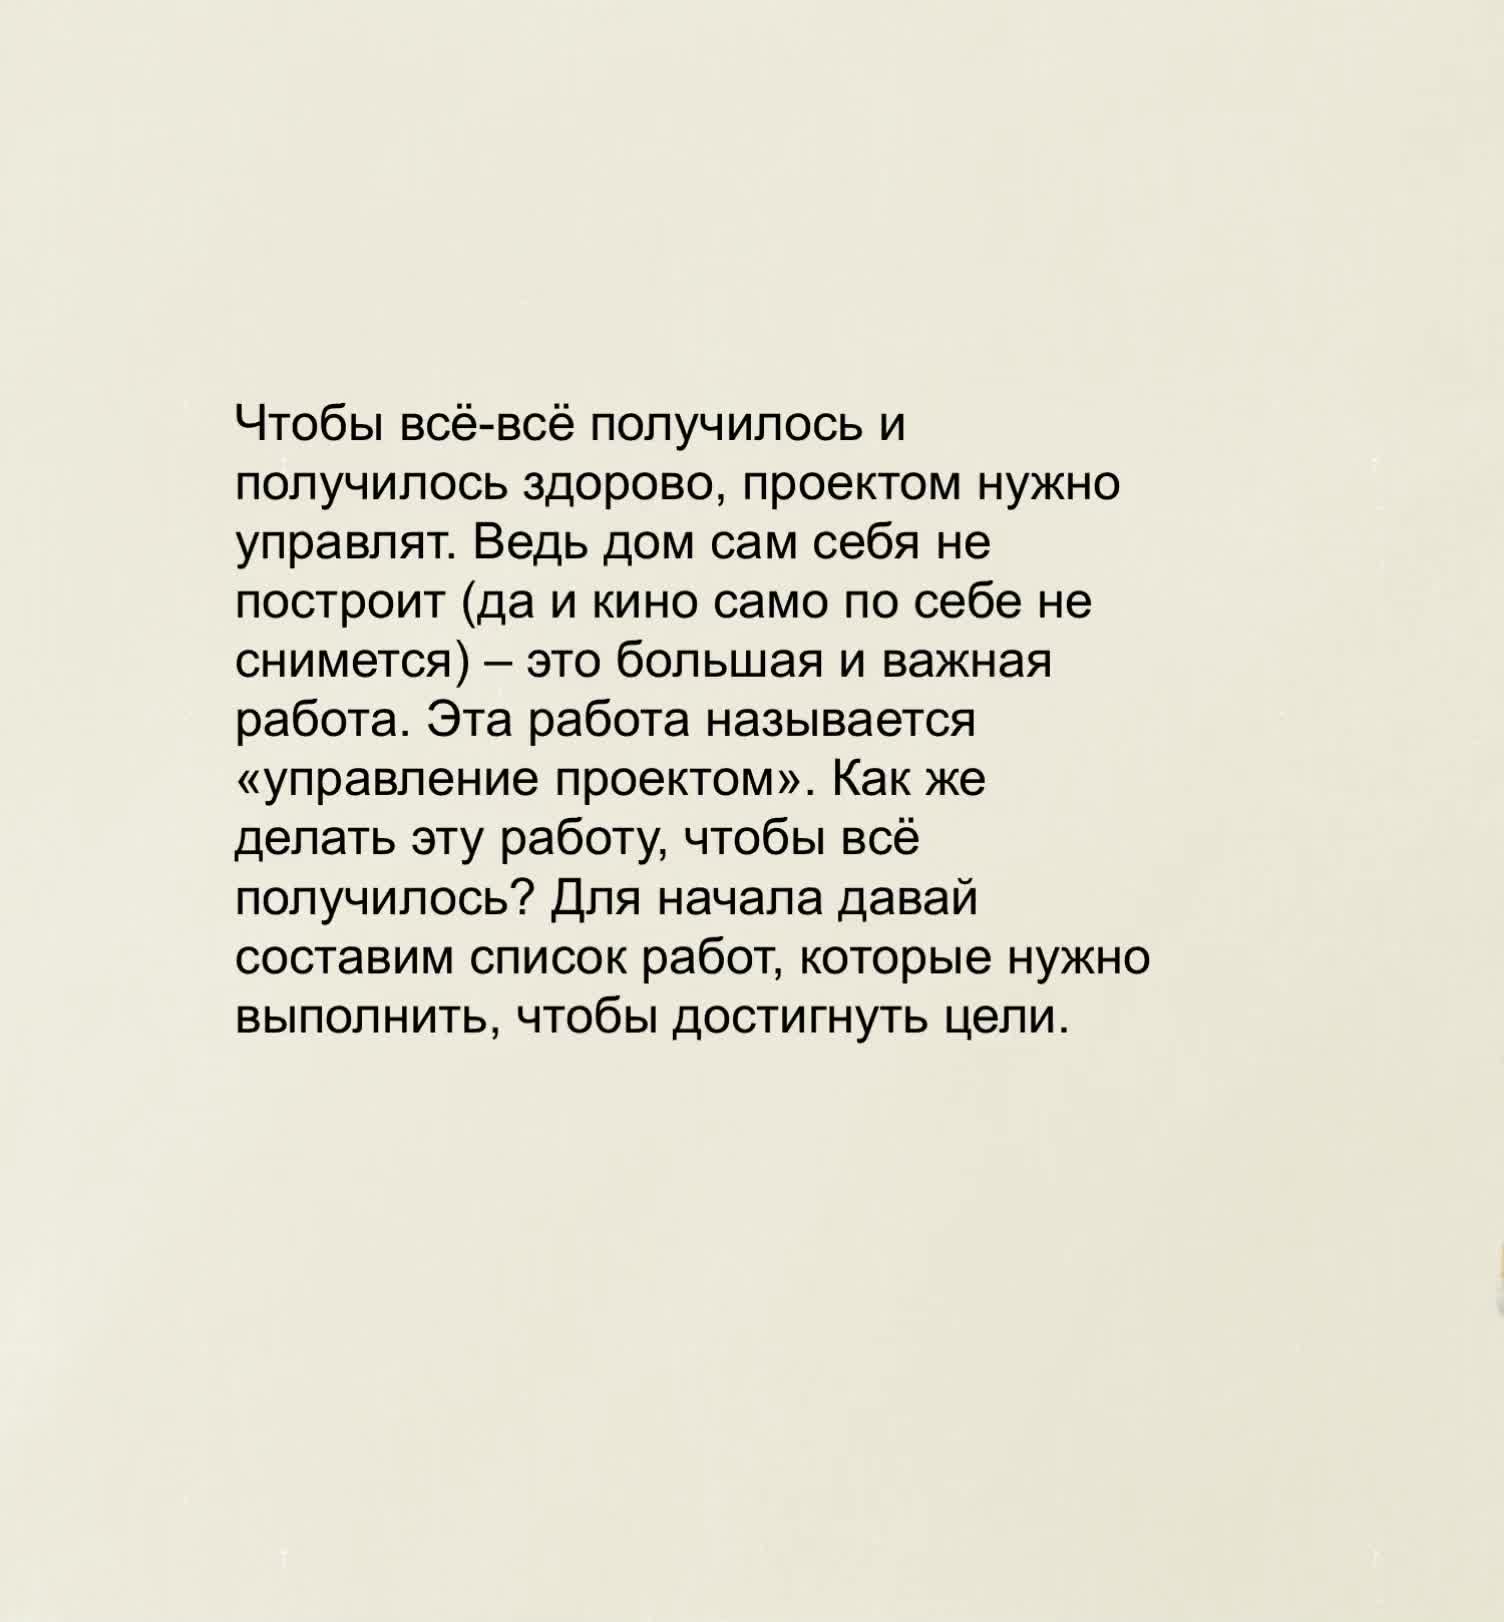 Чтобы всё-всё получилось и
получилось здорово, проектом нужно
управлят. Ведь дом сам себя не
построит (да и кино само по себе не
снимется) – это большая и важная
работа. Эта работа называется
«управление проектом». Как же
делать эту работу, чтобы всё
получилось? Для начала давай
составим список работ, которые нужно
выполнить, чтобы достигнуть цели.